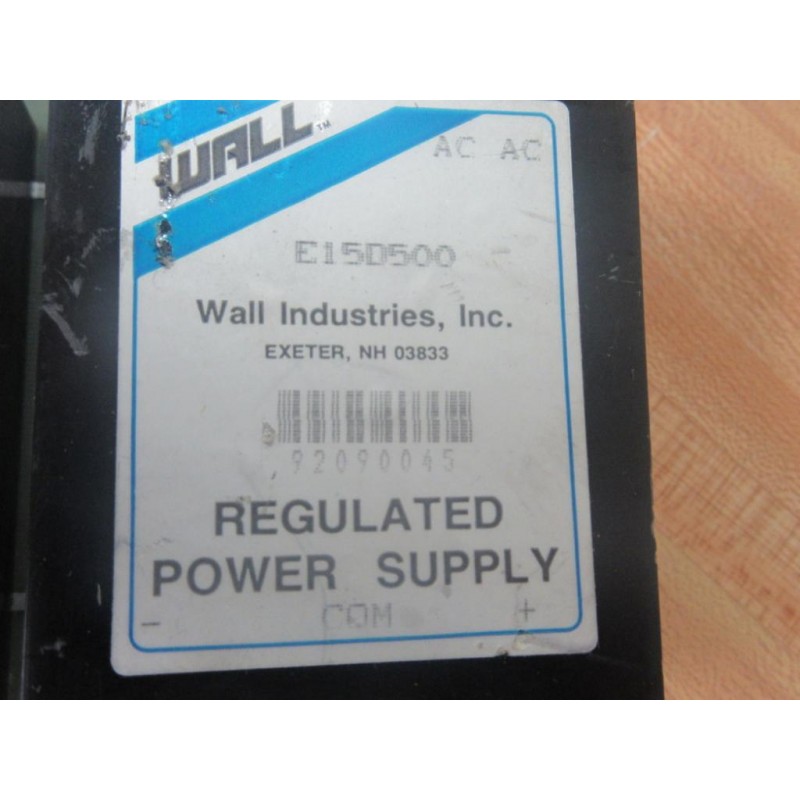 WALL™
AC AC
E15D500
Wall Industries, Inc.
EXETER, NH 03833
92090045
REGULATED
POWER SUPPLY
- COM +